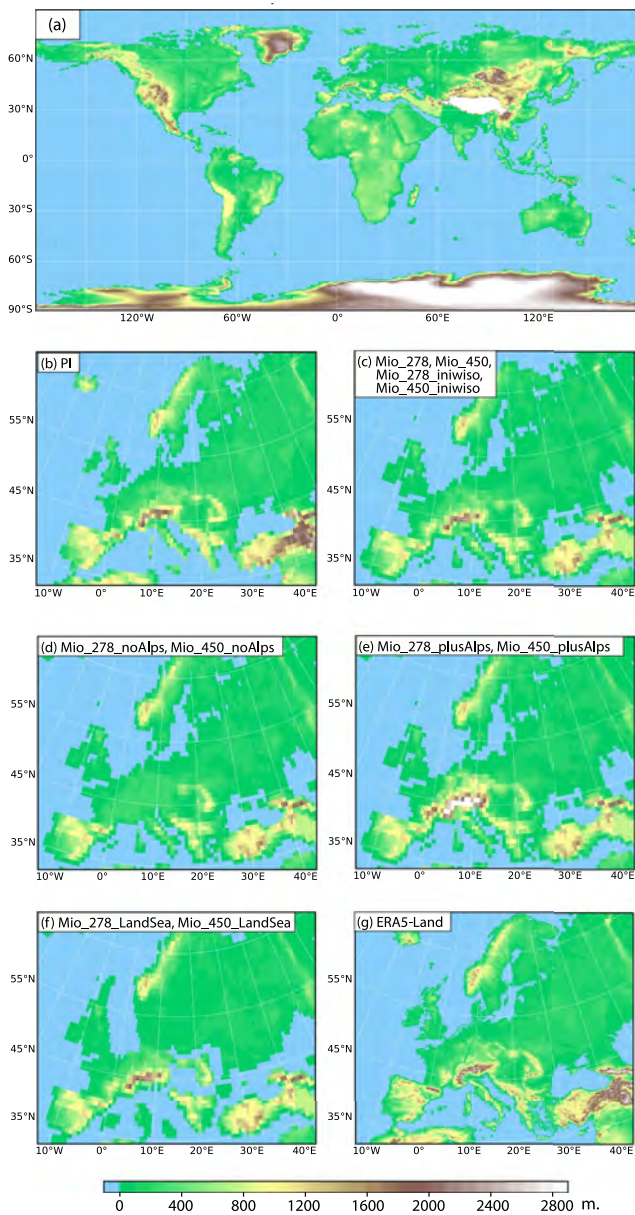 (a)
60°N
30°N
0°
30°S
60°S
90°S
120°W 60°W 0° 60°E 120°E
(b) PI
55°N
45°N
35°N
10°W 0° 10°E 20°E 30°E 40°E
(c) Mio_278, Mio_450,
Mio_278_iniwiso,
Mio_450_iniwiso
55°N
45°N
35°N
10°W 0° 10°E 20°E 30°E 40°E
(d) Mio_278_noAlps, Mio_450_noAlps
55°N
45°N
35°N
10°W 0° 10°E 20°E 30°E 40°E
(e) Mio_278_plusAlps, Mio_450_plusAlps
55°N
45°N
35°N
10°W 0° 10°E 20°E 30°E 40°E
(f) Mio_278_LandSea, Mio_450_LandSea
55°N
45°N
35°N
10°W 0° 10°E 20°E 30°E 40°E
(g) ERA5-Land
55°N
45°N
35°N
10°W 0° 10°E 20°E 30°E 40°E
0 400 800 1200 1600 2000 2400 2800 m.